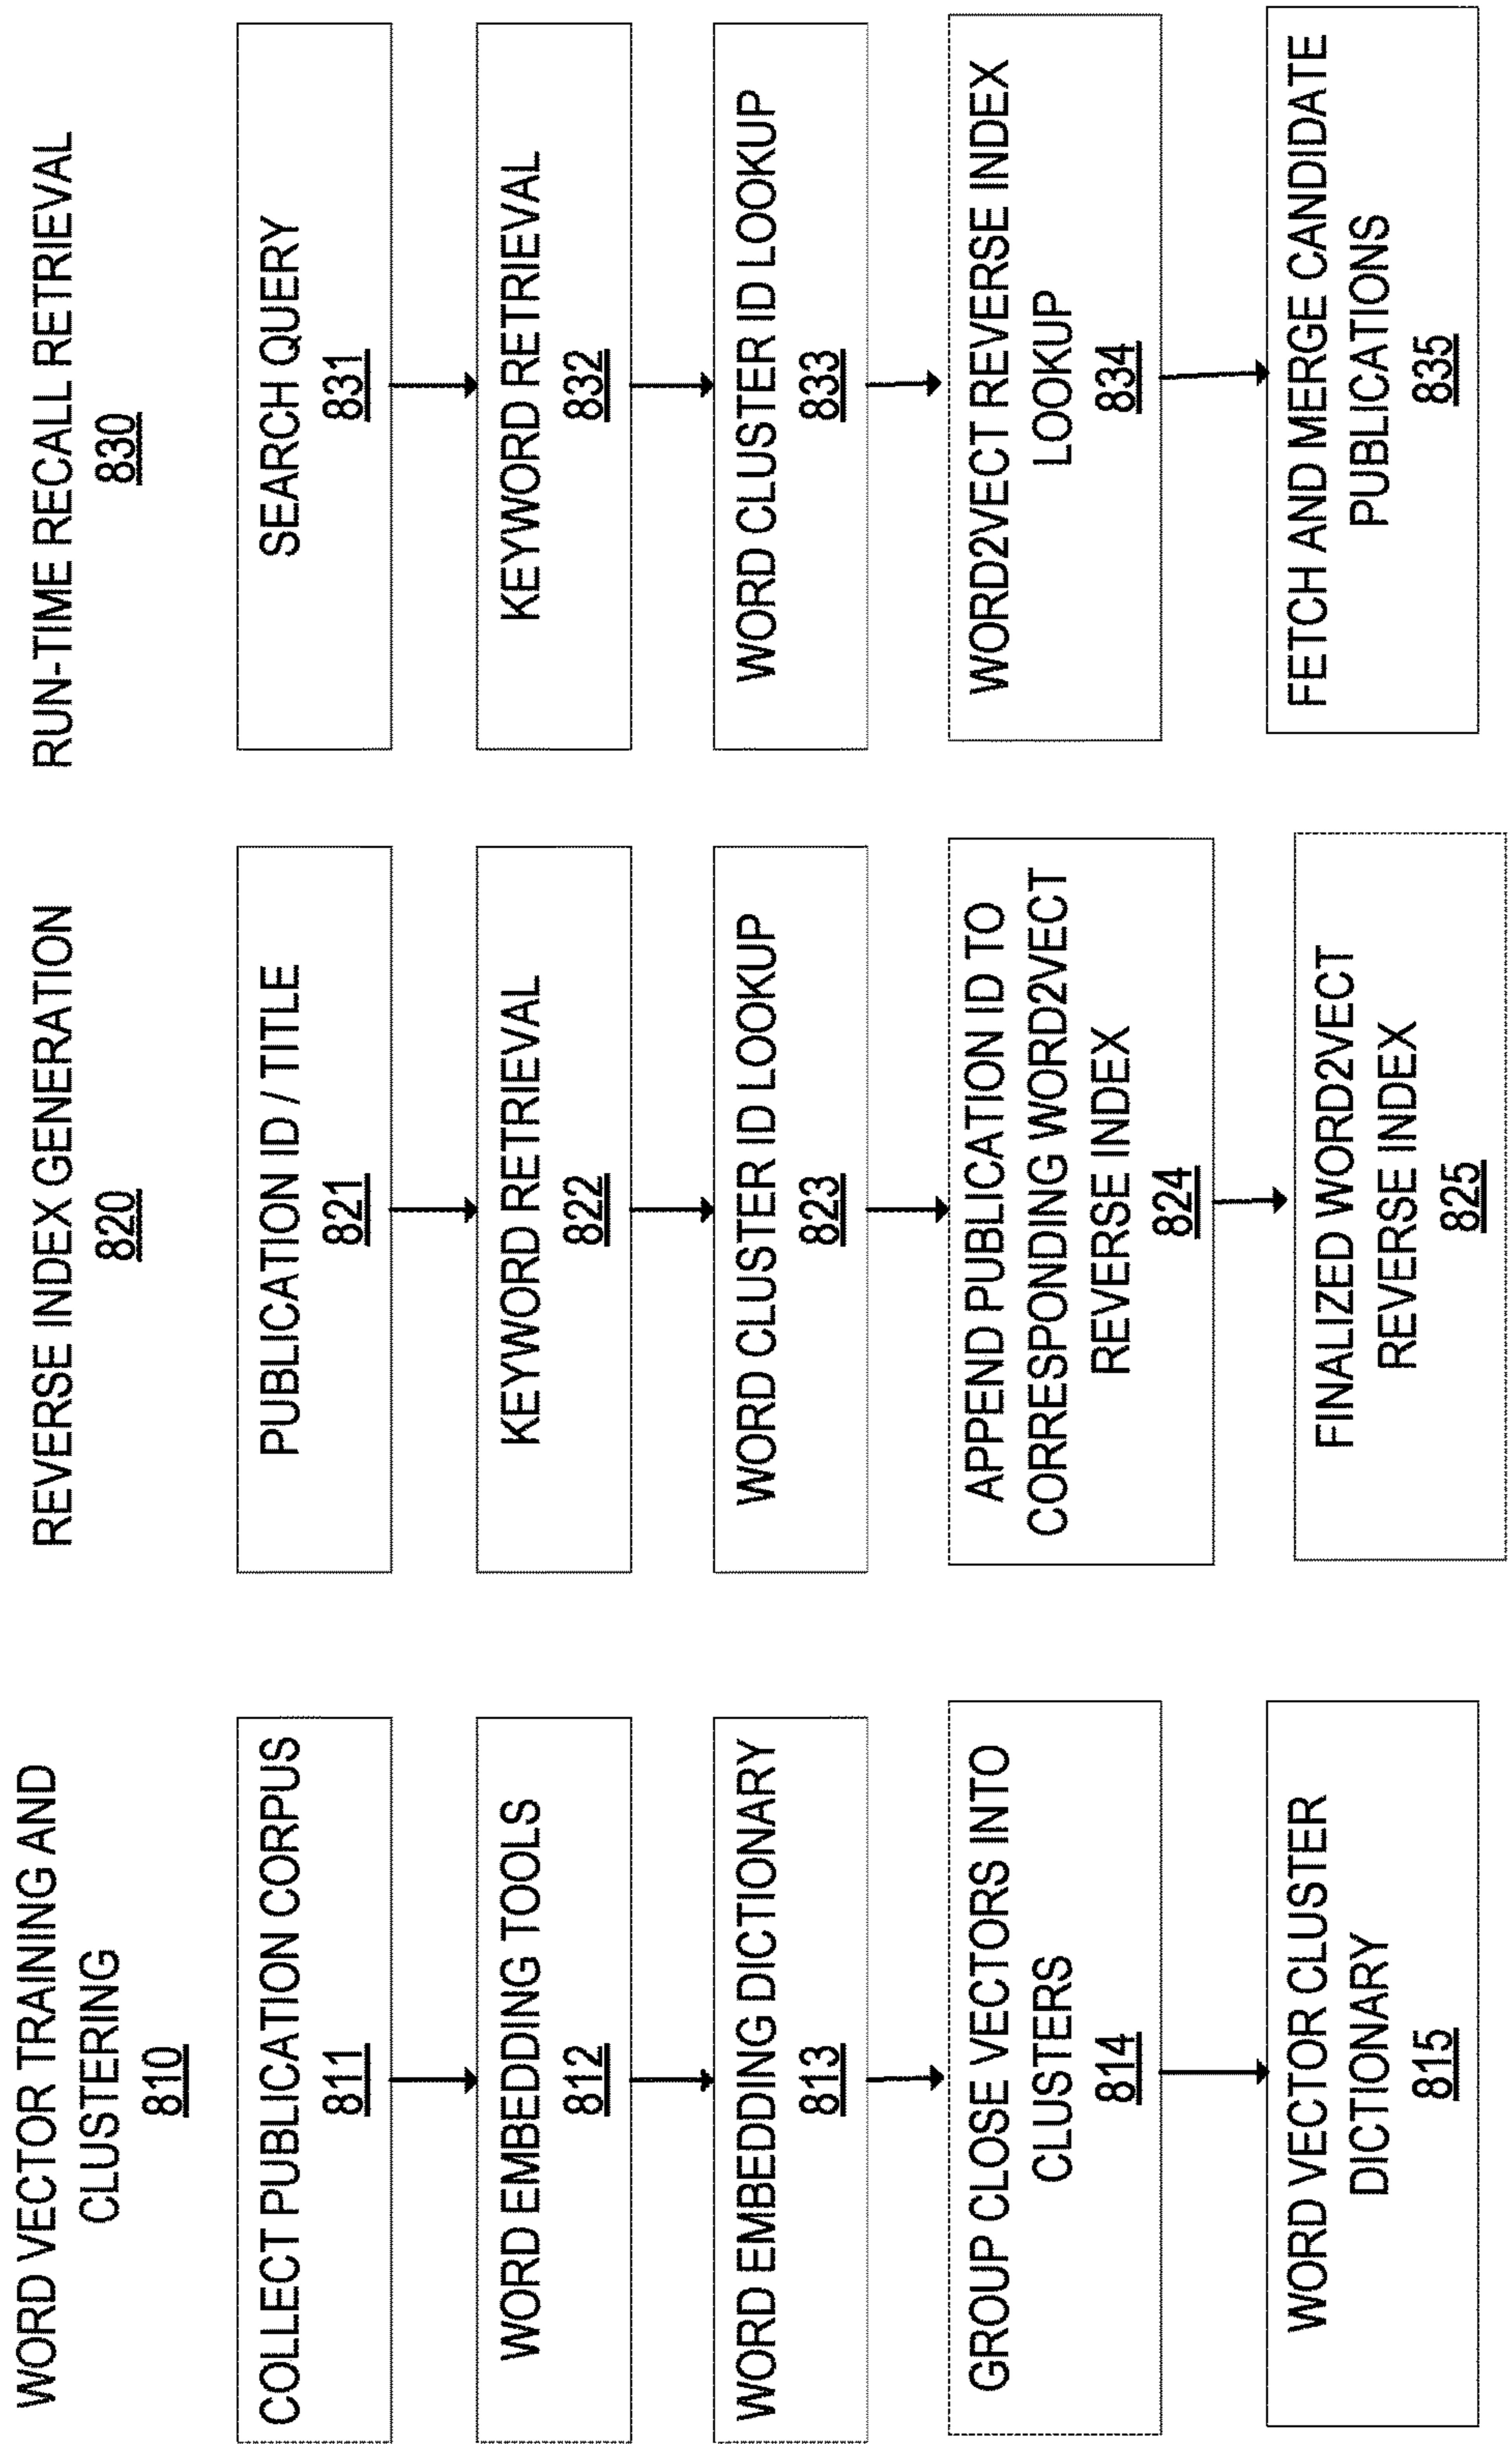 WORD VECTOR TRAINING AND
CLUSTERING
810
COLLECT PUBLICATION CORPUS
811
WORD EMBEDDING TOOLS
812
WORD EMBEDDING DICTIONARY
813
GROUP CLOSE VECTORS INTO
CLUSTERS
814
WORD VECTOR CLUSTER
DICTIONARY
815
REVERSE INDEX GENERATION
820
PUBLICATION ID / TITLE
821
KEYWORD RETRIEVAL
822
WORD CLUSTER ID LOOKUP
823
APPEND PUBLICATION ID TO
CORRESPONDING WORD2VECT
REVERSE INDEX
824
FINALIZED WORD2VECT
REVERSE INDEX
825
RUN-TIME RECALL RETRIEVAL
830
SEARCH QUERY
831
KEYWORD RETRIEVAL
832
WORD CLUSTER ID LOOKUP
833
WORD2VECT REVERSE INDEX
LOOKUP
834
FETCH AND MERGE CANDIDATE
PUBLICATIONS
835